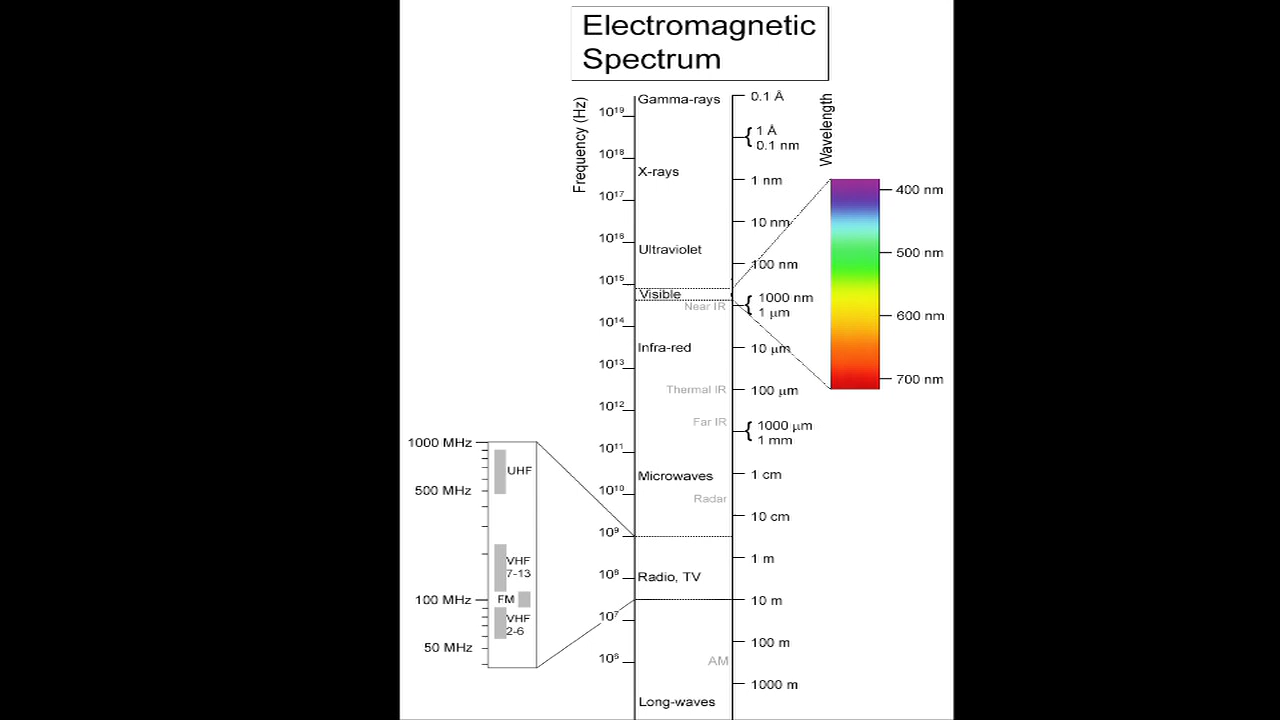 Electromagnetic
Spectrum
Frequency (Hz)
Wavelength
Gamma-rays
0.1 Å
10¹⁹
1 Å
0.1 nm
10¹⁸
X-rays
1 nm
400 nm
10¹⁷
10 nm
10¹⁶
Ultraviolet
500 nm
100 nm
10¹⁵
Visible
1000 nm
Near IR
1 μm
600 nm
10¹⁴
Infra-red
10 μm
10¹³
700 nm
Thermal IR
100 μm
10¹²
Far IR
1000 μm
1 mm
1000 MHz
10¹¹
UHF
Microwaves
1 cm
500 MHz
10¹⁰
Radar
10 cm
10⁹
VHF
7-13
1 m
10⁸
Radio, TV
100 MHz
FM
10 m
VHF
2-6
10⁷
50 MHz
100 m
10⁶
AM
1000 m
Long-waves